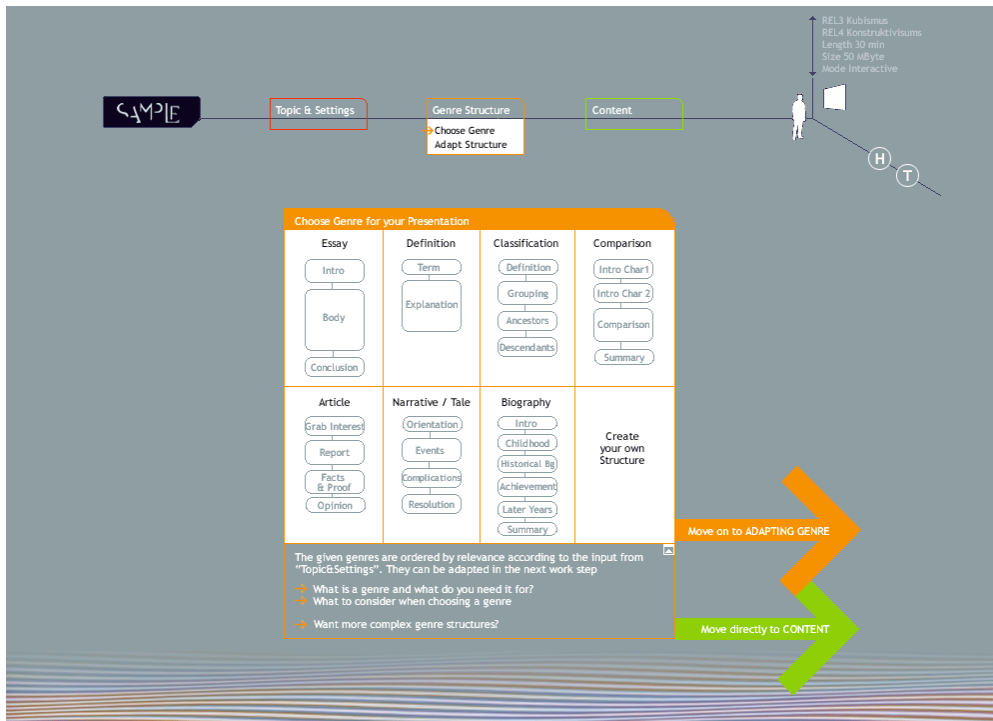 REL3 Kubismus
REL4 Konstruktivisums
Length 30 min
Size 50 MByte
Mode Interactive
SAMPLE
Topic & Settings
Genre Structure
Content
Choose Genre
Adapt Structure
H
T
Choose Genre for your Presentation
Essay
Intro
Body
Conclusion
Definition
Term
Explanation
Classification
Definition
Grouping
Ancestors
Descendants
Comparison
Intro Char1
Intro Char 2
Comparison
Summary
Article
Grab Interest
Report
Facts
& Proof
Opinion
Narrative / Tale
Orientation
Events
Complications
Resolution
Biography
Intro
Childhood
Historical Bg
Achievement
Later Years
Summary
Create
your own
Structure
Move on to ADAPTING GENRE
The given genres are ordered by relevance according to the input from
“Topic&Settings”. They can be adapted in the next work step
What is a genre and what do you need it for?
What to consider when choosing a genre
Want more complex genre structures?
Move directly to CONTENT